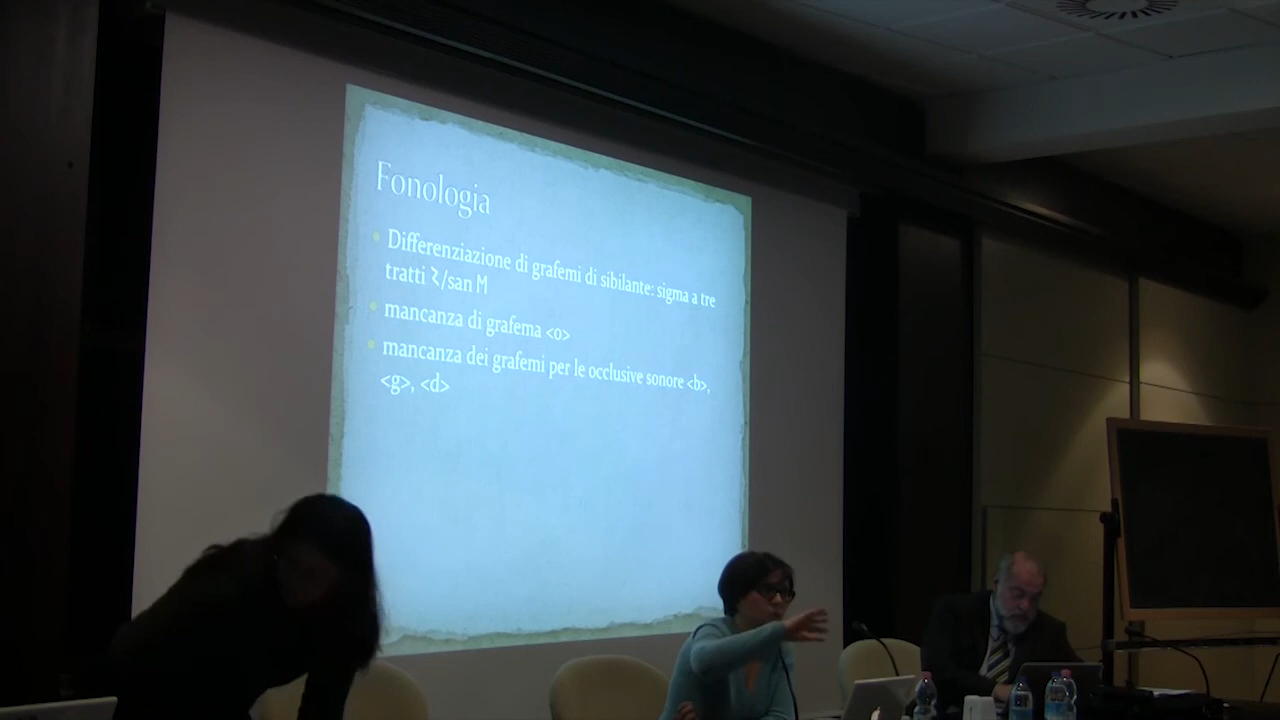 Fonologia
Differenziazione di grafemi di sibilante: sigma a tre
tratti Ɀ/san M
mancanza di grafema <o>
mancanza dei grafemi per le occlusive sonore <b>,
<g>, <d>